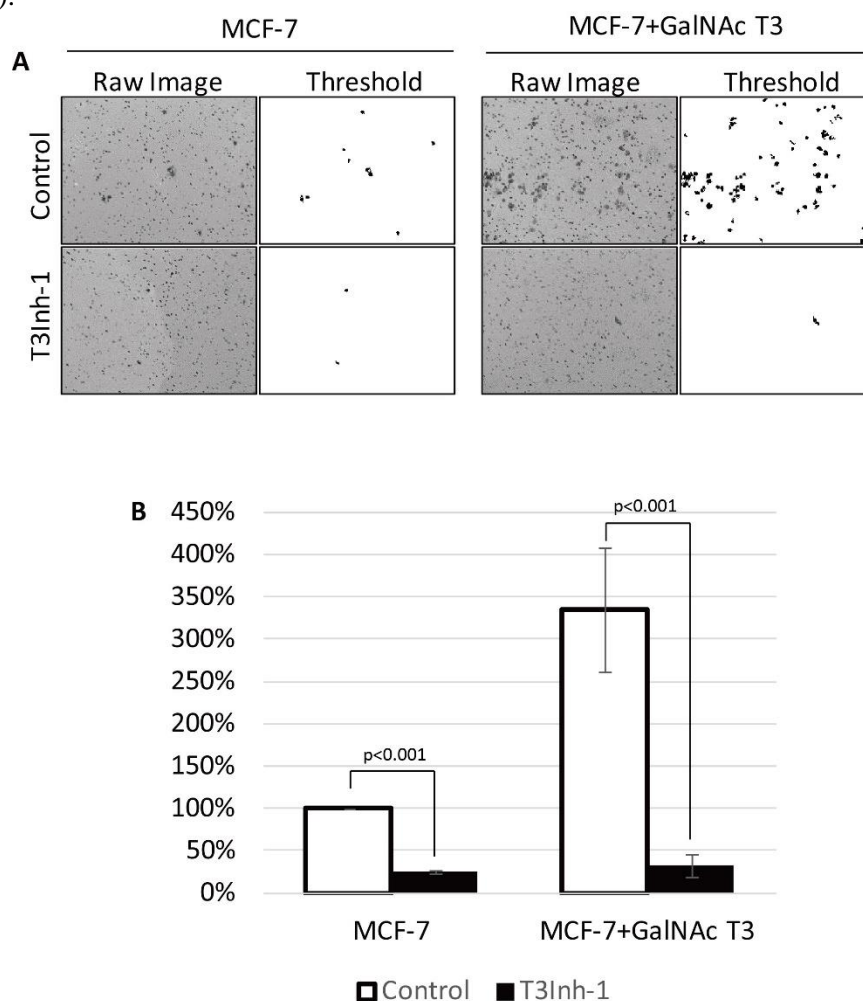 ).
MCF-7 MCF-7+GalNAc T3
A
Raw Image Threshold Raw Image Threshold
Control
T3Inh-1
B
450%
p<0.001
400%
350%
300%
250%
200%
150%
p<0.001
100%
50%
0%
MCF-7 MCF-7+GalNAc T3
Control T3Inh-1